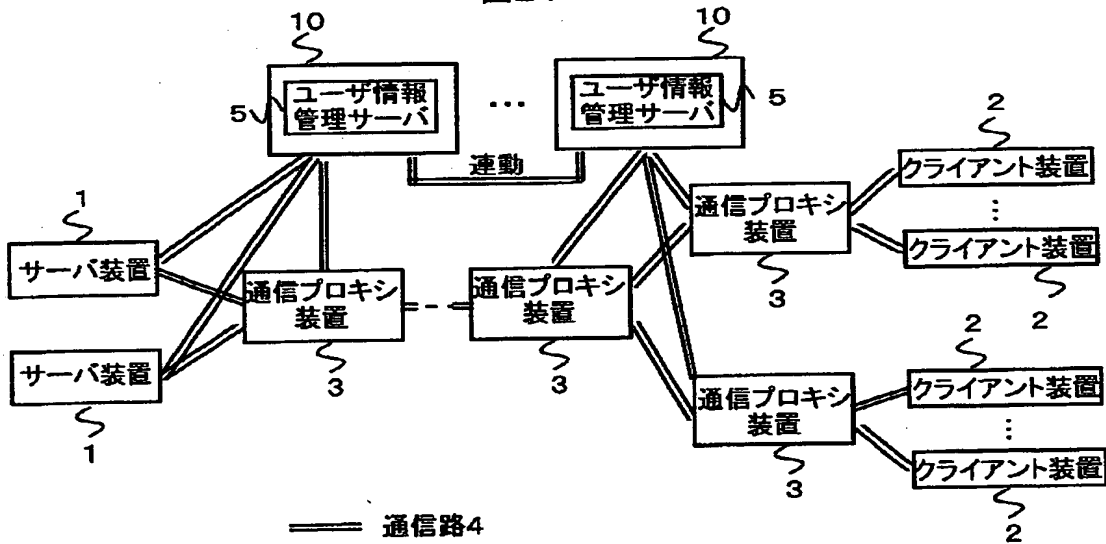 10
10
ユーザ情報
管理サーバ
5
...
ユーザ情報
管理サーバ
5
連動
2
クライアント装置
...
クライアント装置
2
1
サーバ装置
通信プロキシ
装置
3
通信プロキシ
装置
3
通信プロキシ
装置
3
サーバ装置
1
2
クライアント装置
...
クライアント装置
2
通信プロキシ
装置
3
通信路4